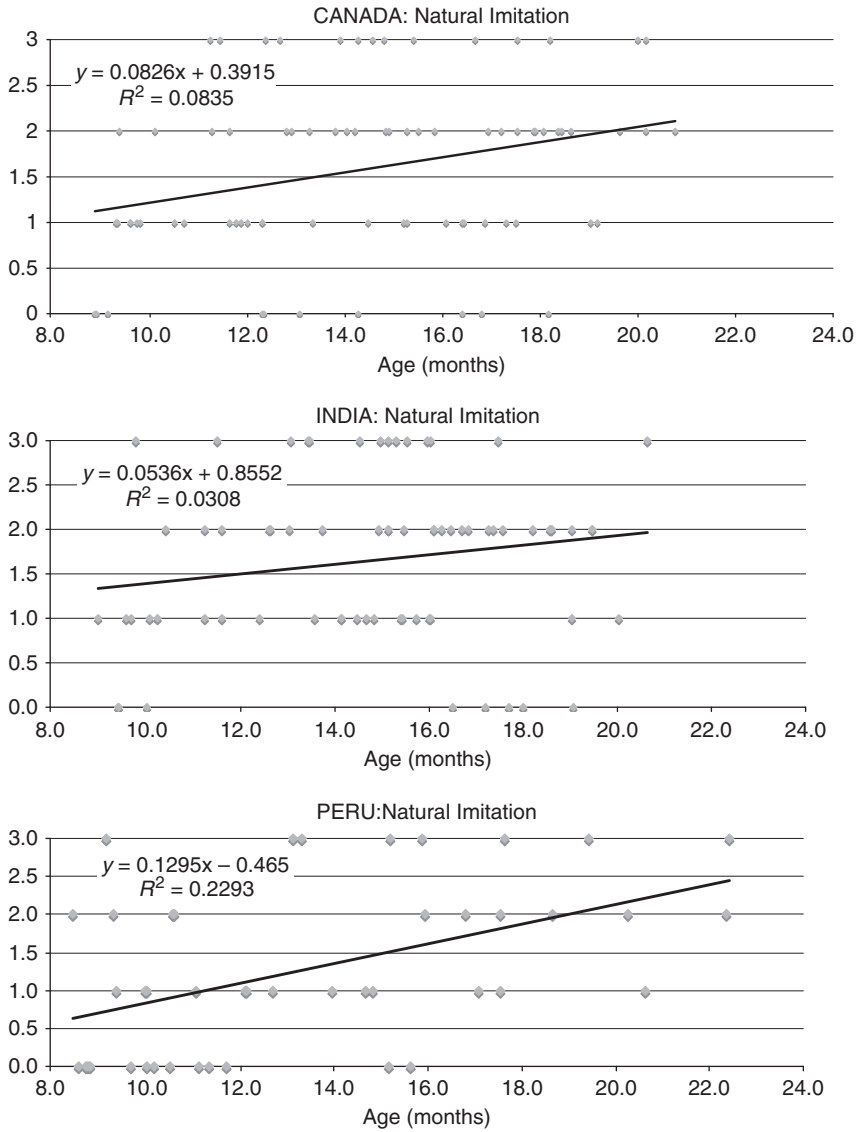 CANADA: Natural Imitation
3
y = 0.0826x + 0.3915
R² = 0.0835
2.5
2
1.5
1
0.5
0
8.0 10.0 12.0 14.0 16.0 18.0 20.0 22.0 24.0
Age (months)
INDIA: Natural Imitation
3.0
y = 0.0536x + 0.8552
R² = 0.0308
2.5
2.0
1.5
1.0
0.5
0.0
8.0 10.0 12.0 14.0 16.0 18.0 20.0 22.0 24.0
Age (months)
PERU:Natural Imitation
3.0
y = 0.1295x – 0.465
R² = 0.2293
2.5
2.0
1.5
1.0
0.5
0.0
8.0 10.0 12.0 14.0 16.0 18.0 20.0 22.0 24.0
Age (months)